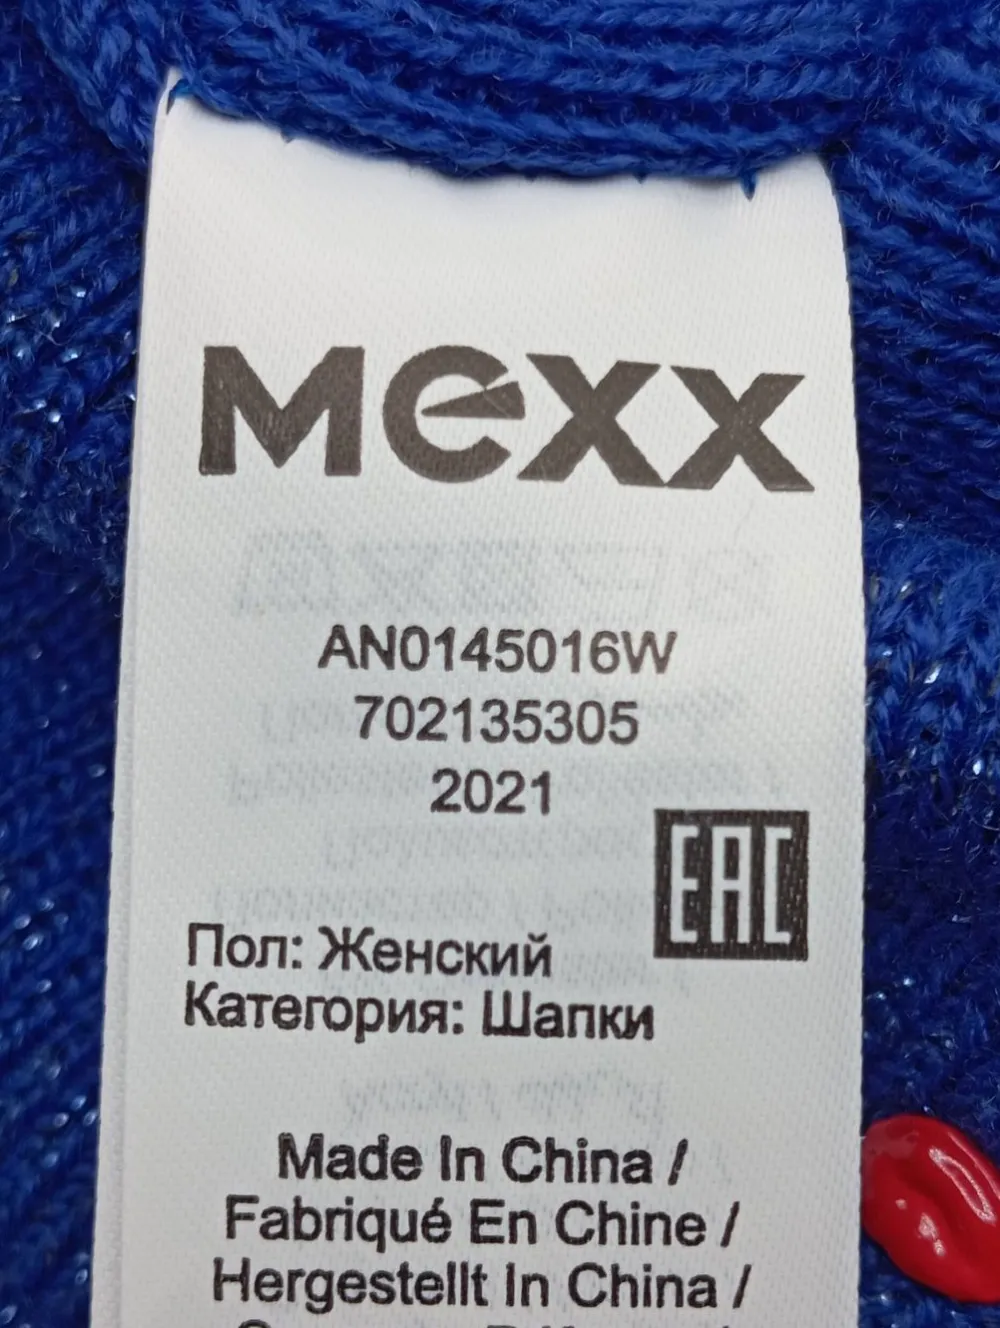 MEXX
AN0145016W
702135305
2021
EAC
Пол: Женский
Категория: Шапки
Made In China /
Fabriqué En Chine /
Hergestellt In China /